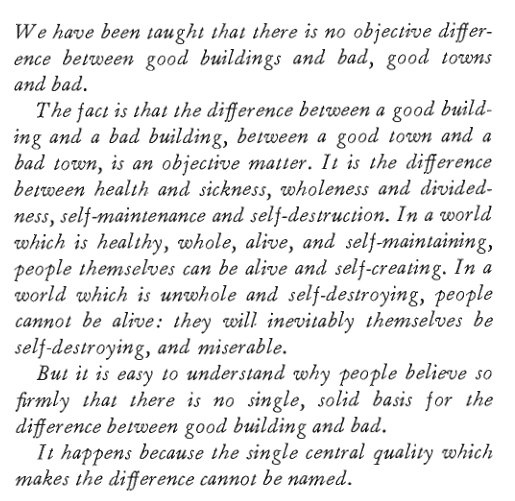 We have been taught that there is no objective differ-
ence between good buildings and bad, good towns
and bad.
The fact is that the difference between a good build-
ing and a bad building, between a good town and a
bad town, is an objective matter. It is the difference
between health and sickness, wholeness and divided-
ness, self-maintenance and self-destruction. In a world
which is healthy, whole, alive, and self-maintaining,
people themselves can be alive and self-creating. In a
world which is unwhole and self-destroying, people
cannot be alive: they will inevitably themselves be
self-destroying, and miserable.
But it is easy to understand why people believe so
firmly that there is no single, solid basis for the
difference between good building and bad.
It happens because the single central quality which
makes the difference cannot be named.